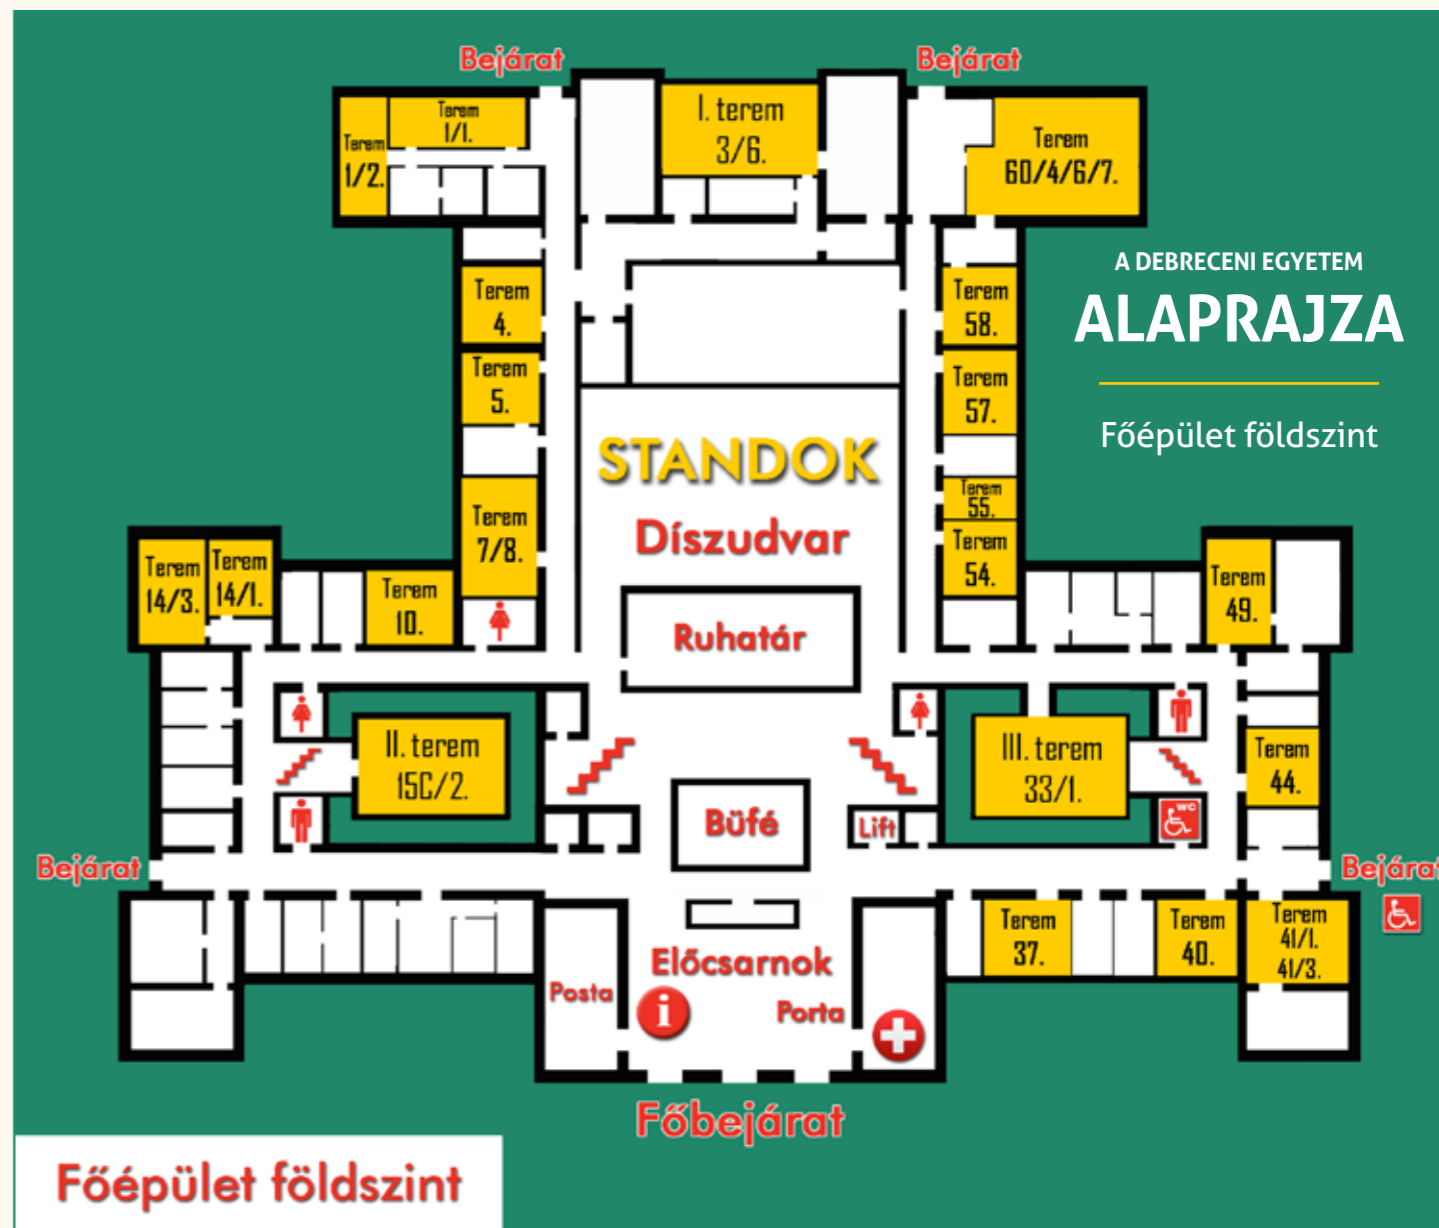 Bejárat
Bejárat
Terem
1/1.
Terem
1/2.
I. terem
3/6.
Terem
60/4/6/7.
A DEBRECENI EGYETEM
ALAPRAJZA
Főépület földszint
Terem
4.
Terem
58.
Terem
5.
Terem
57.
STANDOK
Díszudvar
Terem
7/8.
Terem
55.
Terem
54.
Terem
14/3.
Terem
14/1.
Terem
10.
Terem
49.
Ruhatár
II. terem
15C/2.
III. terem
33/1.
Terem
44.
Büfé
Lift
WC
Bejárat
Bejárat
Terem
37.
Terem
40.
Terem
41/1.
41/3.
Előcsarnok
Posta
i
Porta
Főbejárat
Főépület földszint